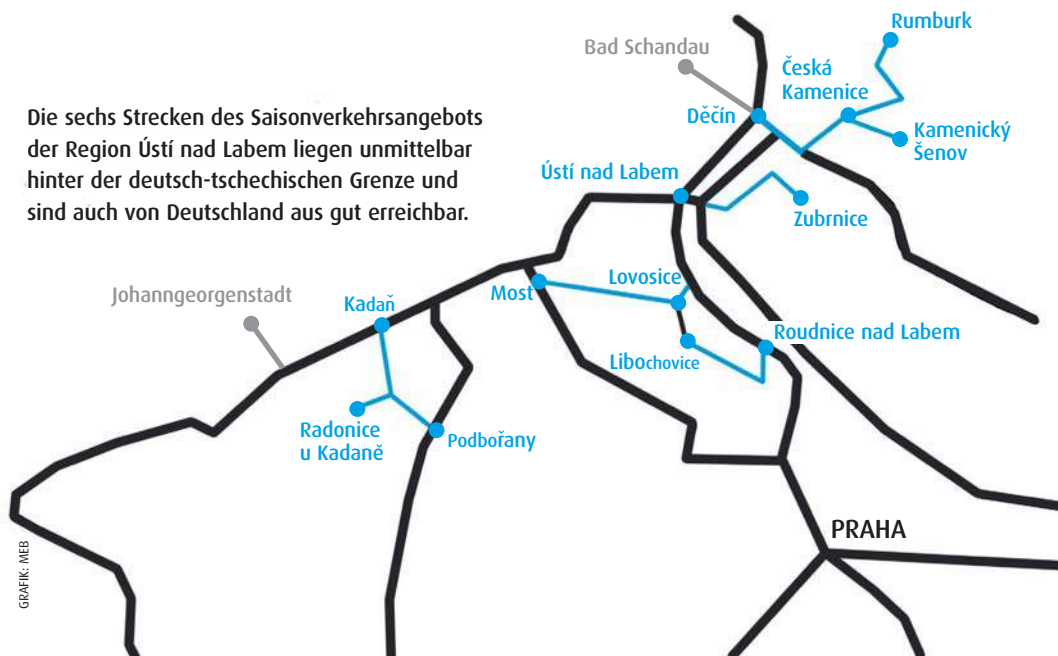 Rumburk
Bad Schandau
Česká
Kamenice
Die sechs Strecken des Saisonverkehrsangebots
der Region Ústí nad Labem liegen unmittelbar
hinter der deutsch-tschechischen Grenze und
sind auch von Deutschland aus gut erreichbar.
Děčín
Kamenický
Šenov
Ústí nad Labem
Zubrnice
Johanngeorgenstadt
Kadaň
Most
Lovosice
Roudnice nad Labem
Libochovice
Radonice
u Kadaně
Podbořany
PRAHA
GRAFIK: MEB